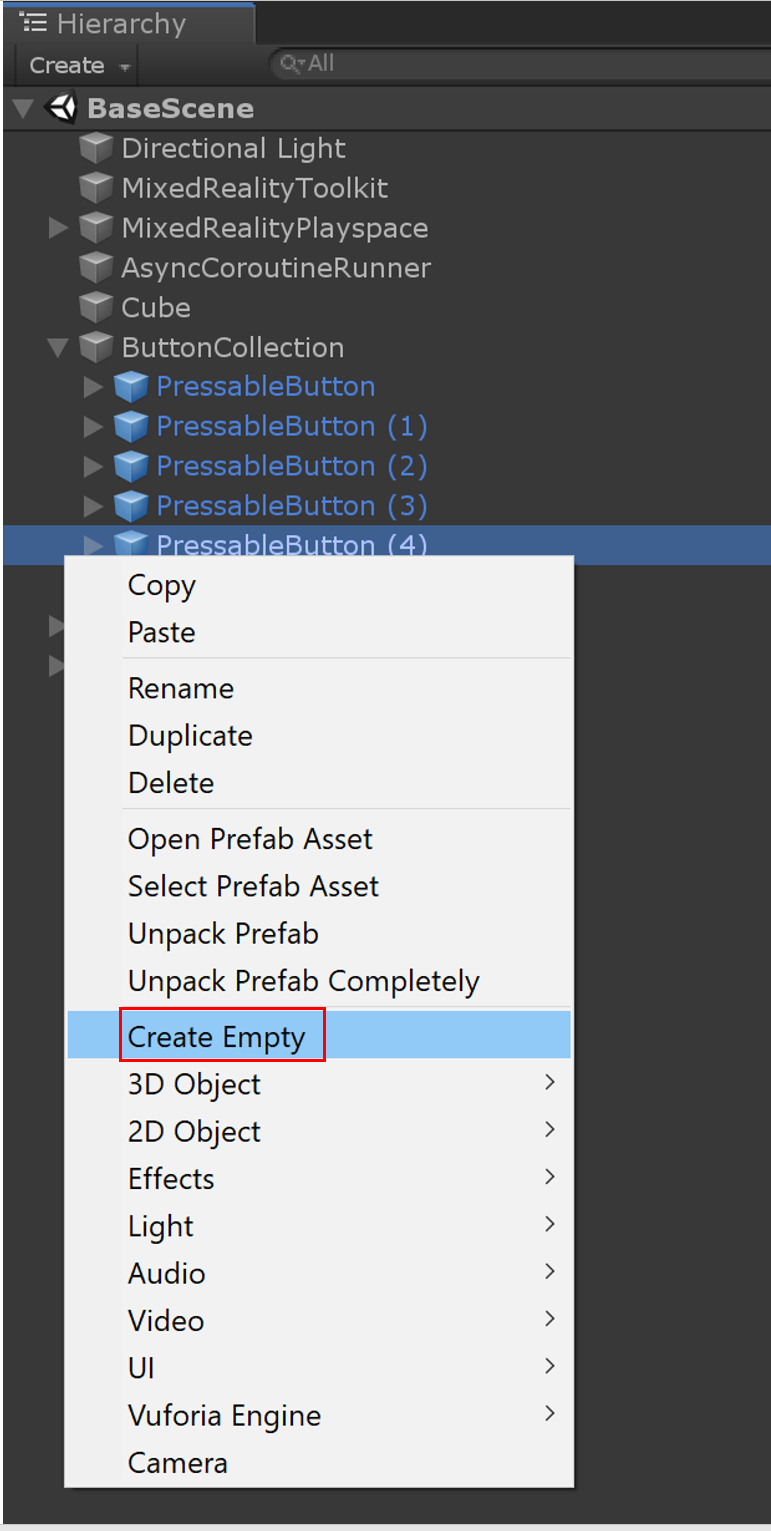 Hierarchy
Create All
BaseScene
Directional Light
MixedRealityToolkit
MixedRealityPlayspace
AsyncCoroutineRunner
Cube
ButtonCollection
PressableButton
PressableButton (1)
PressableButton (2)
PressableButton (3)
PressableButton (4)
Copy
Paste
Rename
Duplicate
Delete
Open Prefab Asset
Select Prefab Asset
Unpack Prefab
Unpack Prefab Completely
Create Empty
3D Object
2D Object
Effects
Light
Audio
Video
UI
Vuforia Engine
Camera